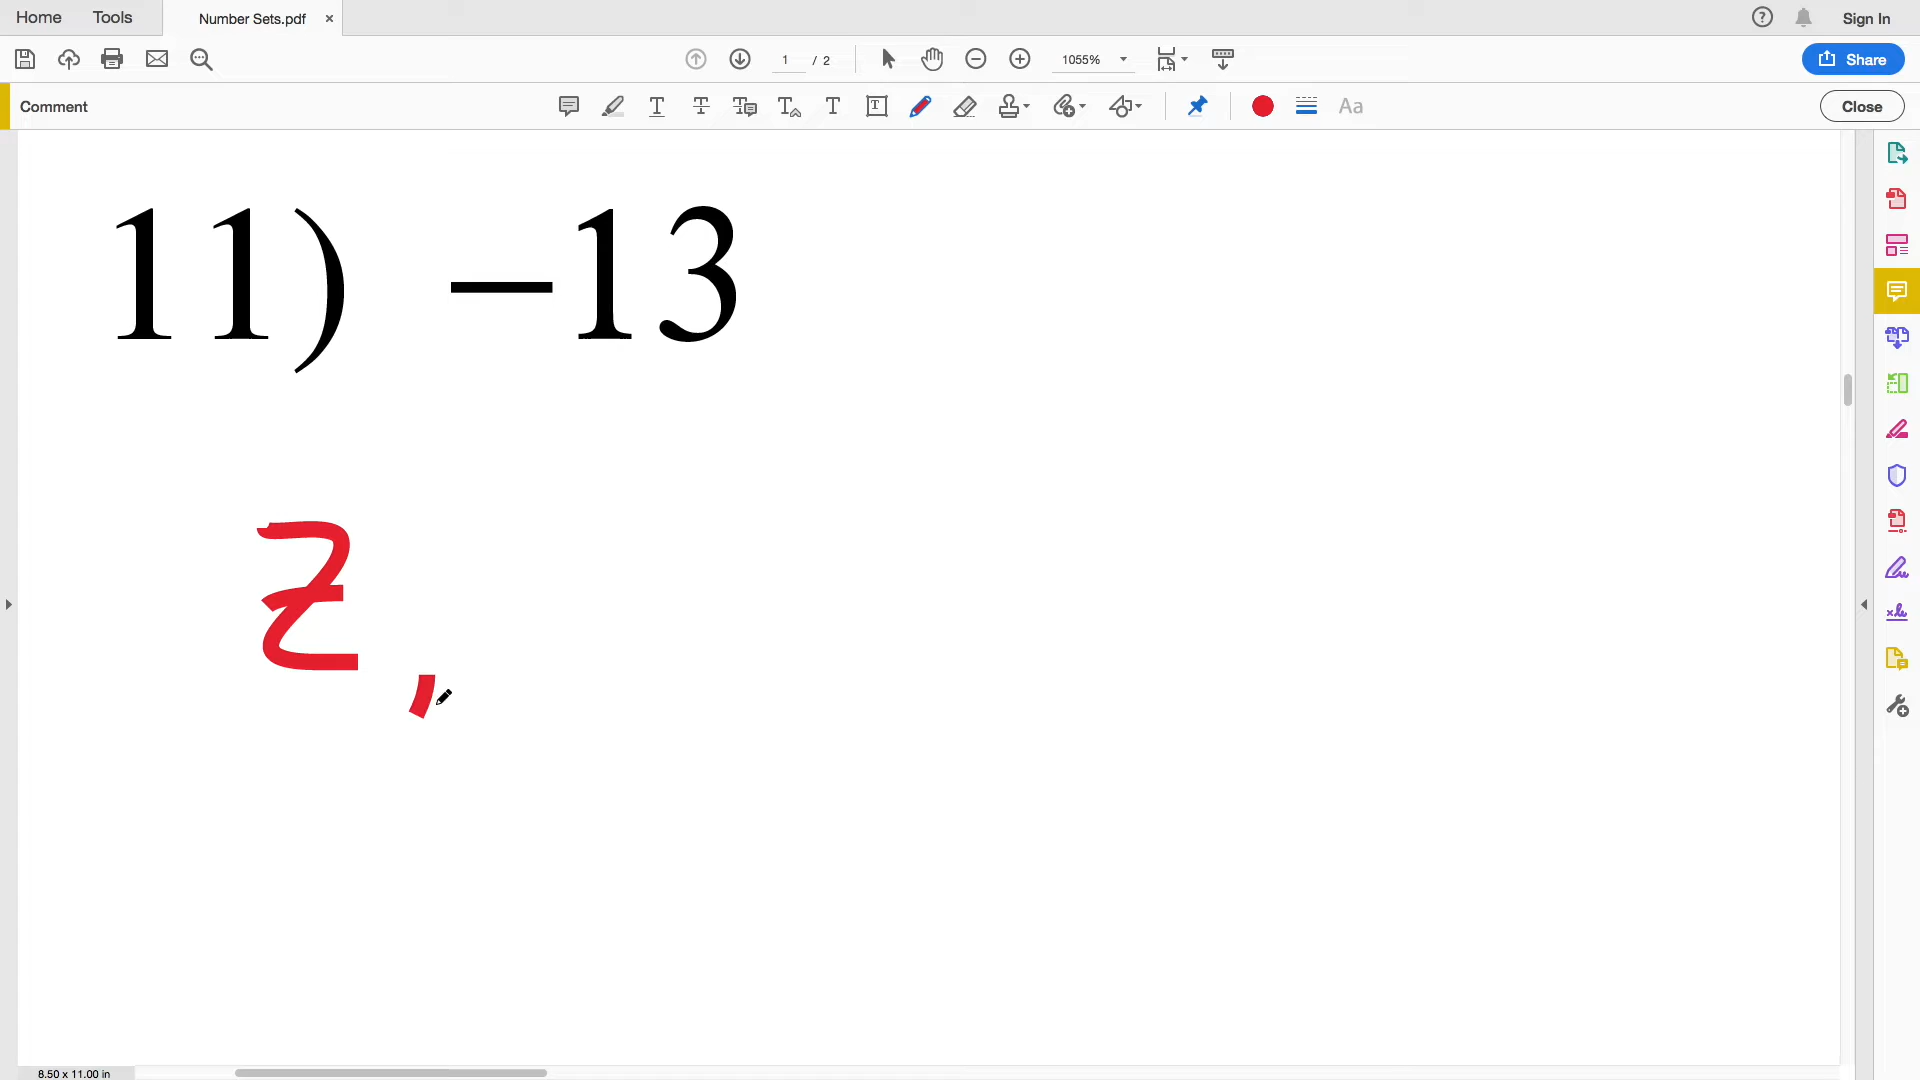 Home Tools Number Sets.pdf × Sign In
1 / 2 1055% Share
Comment Aa Close
11) −13
Z ,
8.50 x 11.00 in